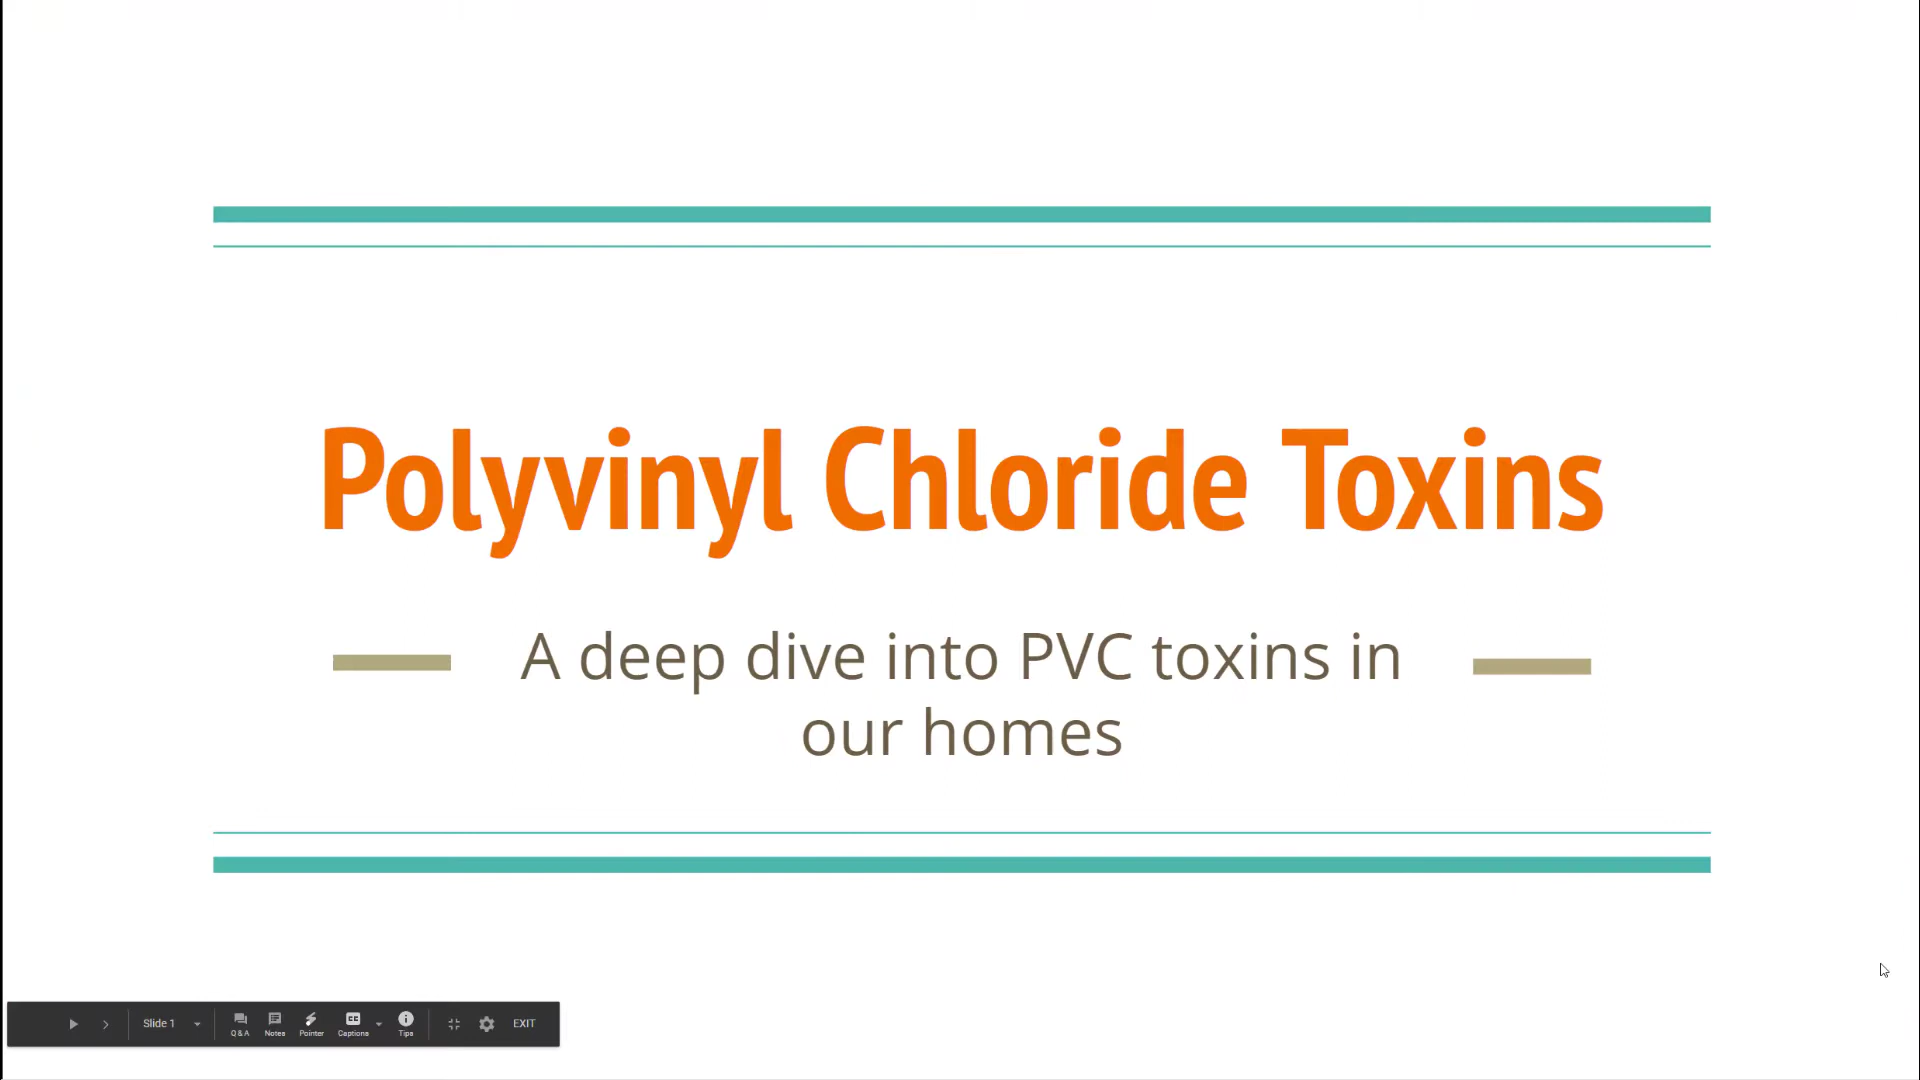 Polyvinyl Chloride Toxins
A deep dive into PVC toxins in
our homes
Slide 1
Q&A Notes Pointer Captions Tips EXIT